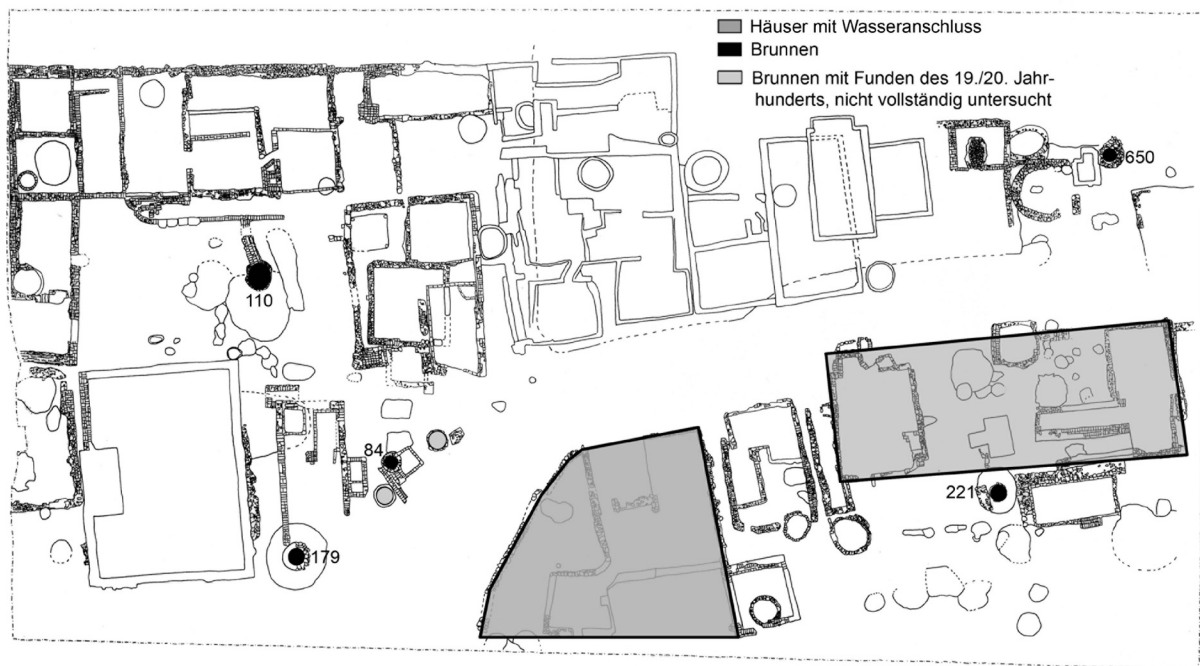 Häuser mit Wasseranschluss
Brunnen
Brunnen mit Funden des 19./20. Jahr-
hunderts, nicht vollständig untersucht
650
110
84
221
179